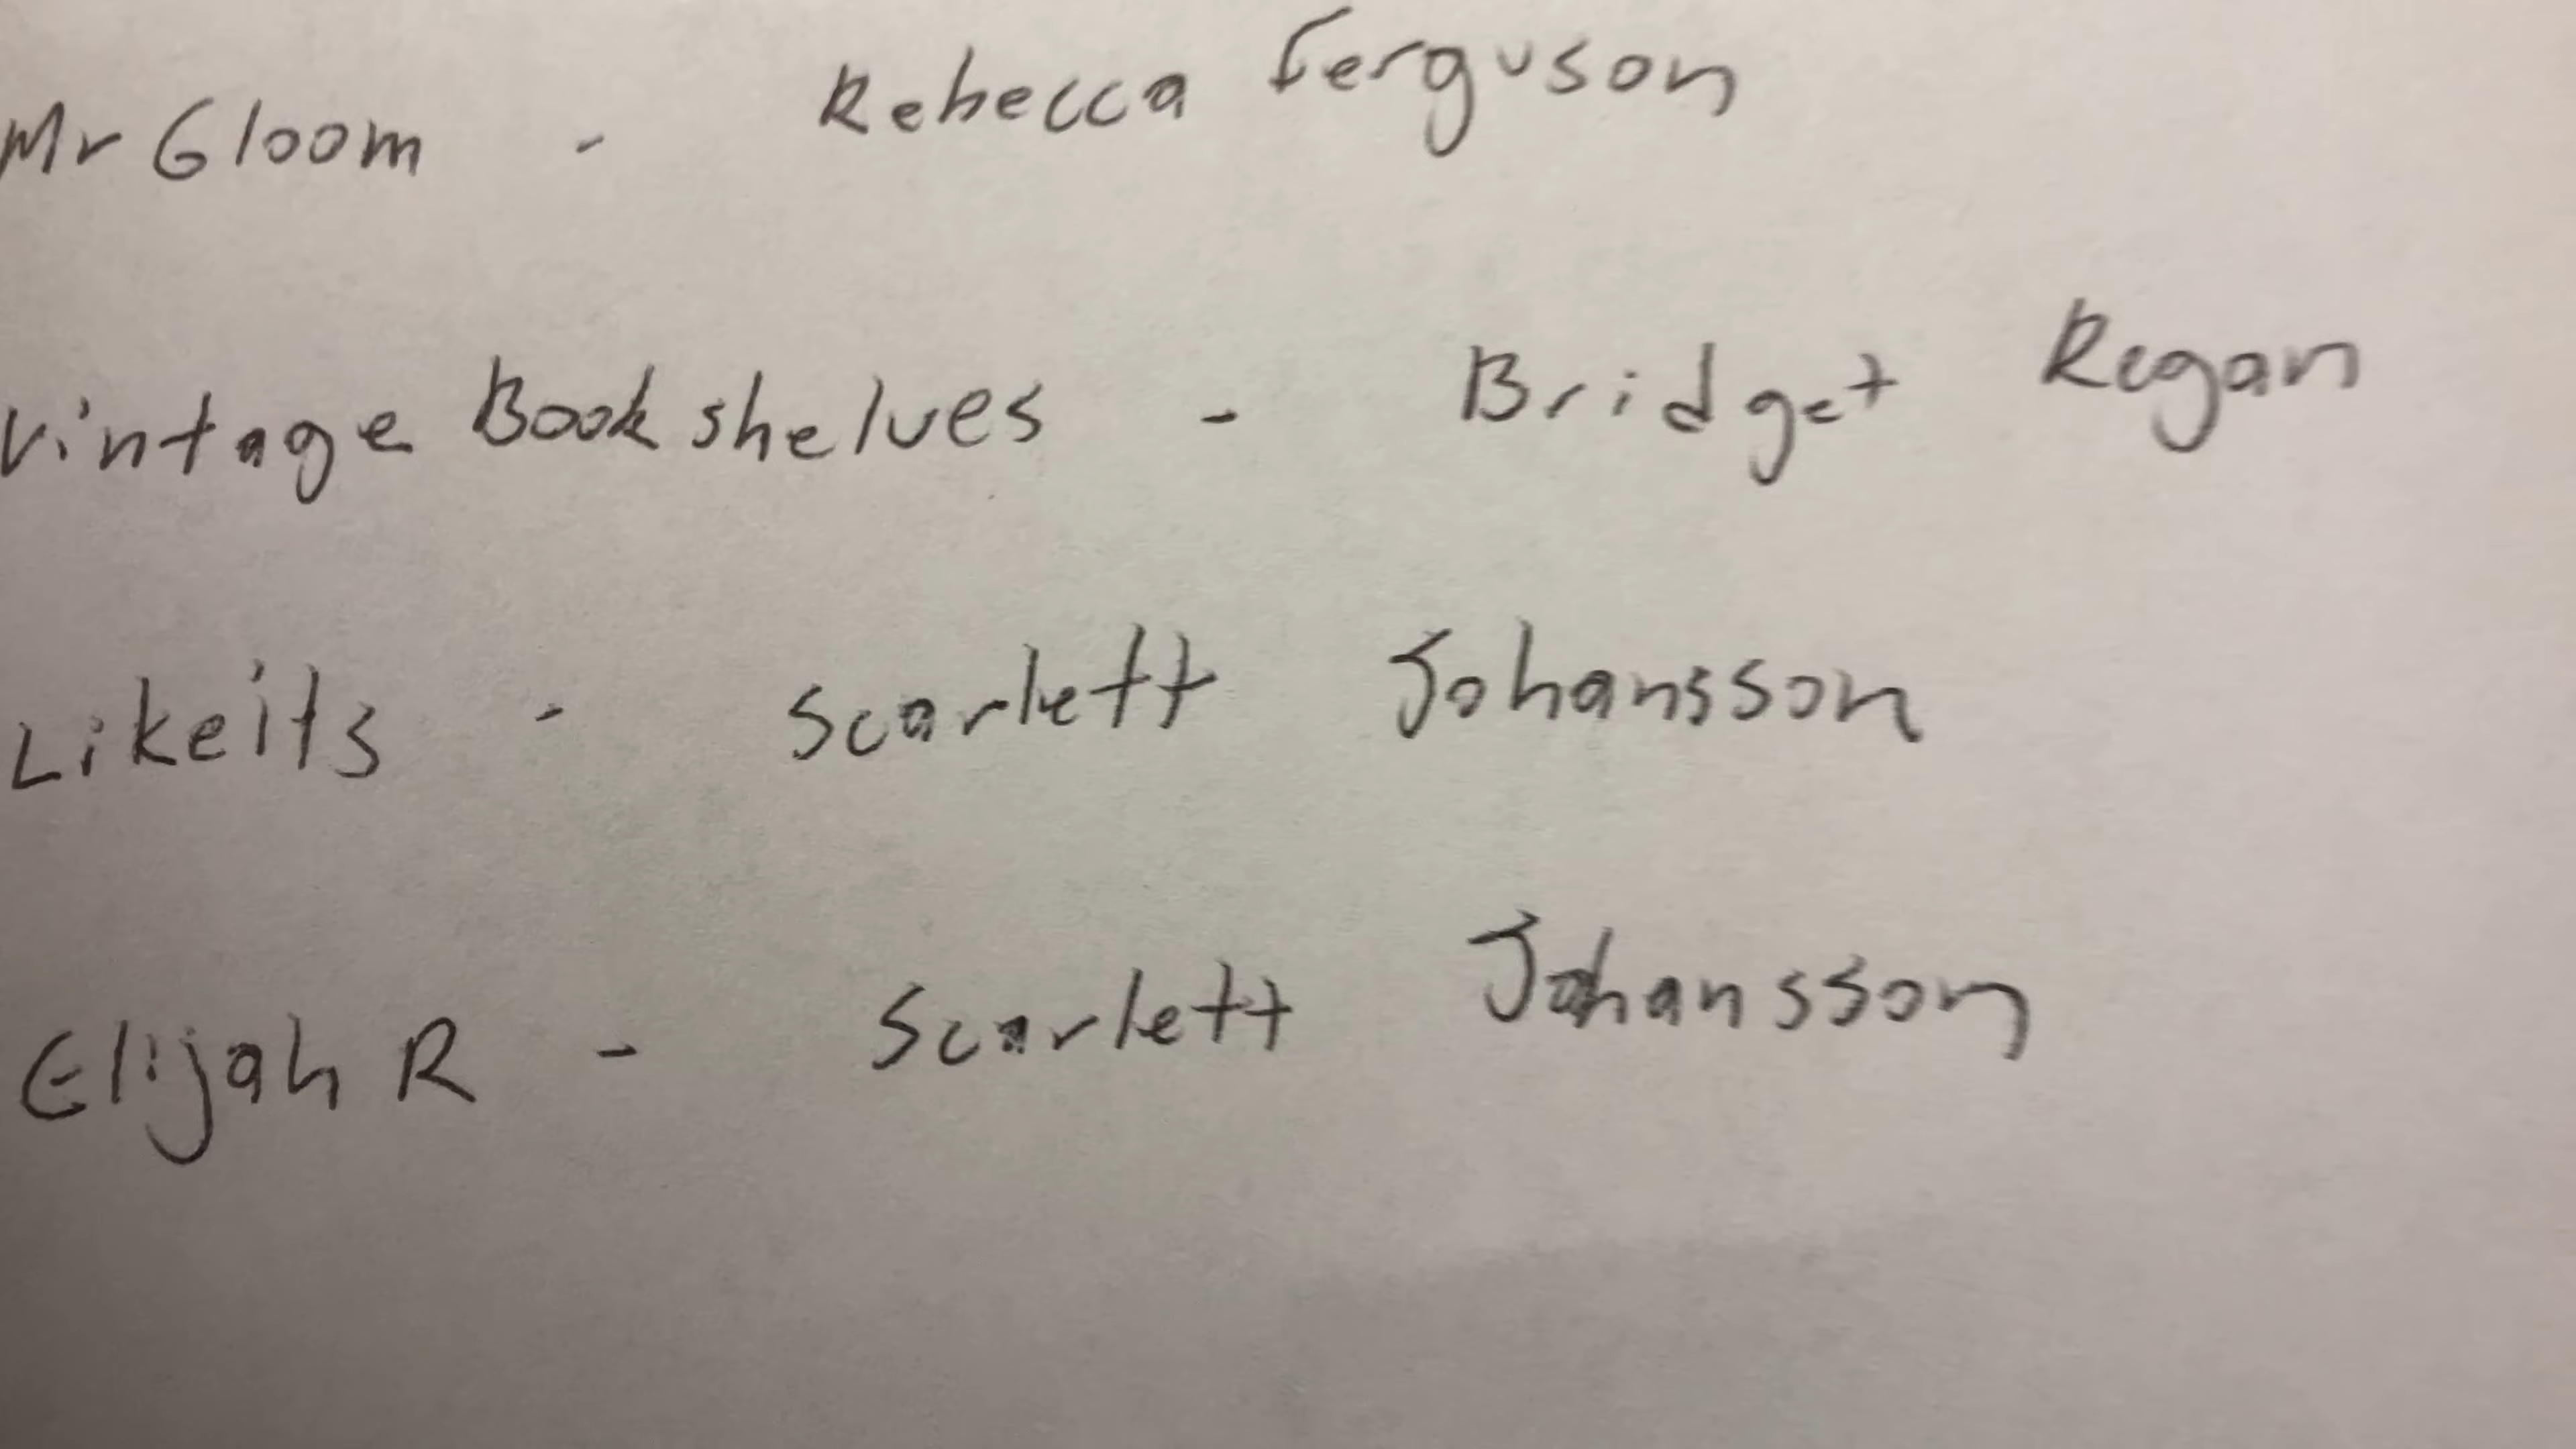 Mr Gloom - Rebecca Ferguson
Vintage Bookshelves - Bridget Regan
Likeits - Scarlett Johansson
Elijah R - Scarlett Johansson